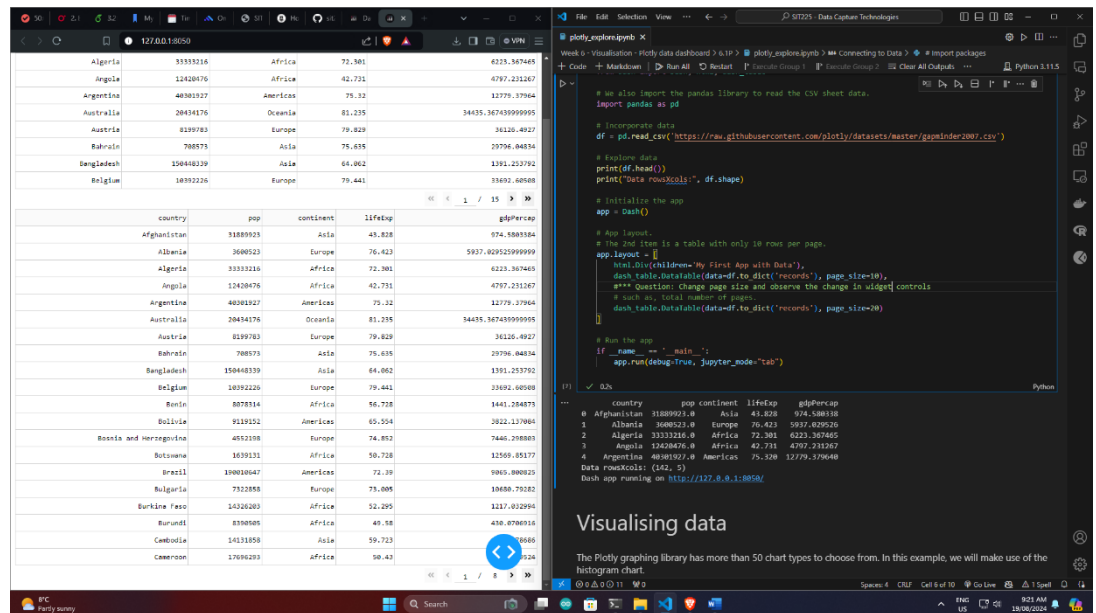 127.0.0.1:8050
VPN
Algeria 33333216 Africa 72.301 6223.367465
Angola 12420476 Africa 42.731 4797.231267
Argentina 40301927 Americas 75.32 12779.37964
Australia 20434176 Oceania 81.235 34435.367439999995
Austria 8199783 Europe 79.829 36126.4927
Bahrain 708573 Asia 75.635 29796.04834
Bangladesh 150448339 Asia 64.062 1391.253792
Belgium 10392226 Europe 79.441 33692.60508
1 / 15
country pop continent lifeExp gdpPercap
Afghanistan 31889923 Asia 43.828 974.5803384
Albania 3600523 Europe 76.423 5937.029525999999
Algeria 33333216 Africa 72.301 6223.367465
Angola 12420476 Africa 42.731 4797.231267
Argentina 40301927 Americas 75.32 12779.37964
Australia 20434176 Oceania 81.235 34435.367439999995
Austria 8199783 Europe 79.829 36126.4927
Bahrain 708573 Asia 75.635 29796.04834
Bangladesh 150448339 Asia 64.062 1391.253792
Belgium 10392226 Europe 79.441 33692.60508
Benin 8078314 Africa 56.728 1441.284873
Bolivia 9119152 Americas 65.554 3822.137084
Bosnia and Herzegovina 4552198 Europe 74.852 7446.298803
Botswana 1639131 Africa 50.728 12569.85177
Brazil 190010647 Americas 72.39 9065.800825
Bulgaria 7322858 Europe 73.005 10680.79282
Burkina Faso 14326203 Africa 52.295 1217.032994
Burundi 8390505 Africa 49.58 430.0706916
Cambodia 14131858 Asia 59.723
Cameroon 17696293 Africa 50.43
1 / 8
File Edit Selection View ... SIT225 - Data Capture Technologies
plotly_explore.ipynb
Week 6 - Visualisation - Plotly data dashboard > 6.1P > plotly_explore.ipynb > Connecting to Data > # Import packages
+ Code + Markdown Run All Restart Execute Group 1 Execute Group 2 Clear All Outputs ... Python 3.11.5
# We also import the pandas library to read the CSV sheet data.
import pandas as pd
# Incorporate data
df = pd.read_csv('https://raw.githubusercontent.com/plotly/datasets/master/gapminder2007.csv')
# Explore data
print(df.head())
print("Data rowsXcols:", df.shape)
# Initialize the app
app = Dash()
# App layout.
# The 2nd item is a table with only 10 rows per page.
app.layout = [
html.Div(children='My First App with Data'),
dash_table.DataTable(data=df.to_dict('records'), page_size=10),
#*** Question: Change page size and observe the change in widget controls
# such as, total number of pages.
dash_table.DataTable(data=df.to_dict('records'), page_size=20)
]
# Run the app
if __name__ == '__main__':
app.run(debug=True, jupyter_mode="tab")
[7] ✓ 0.2s Python
country pop continent lifeExp gdpPercap
0 Afghanistan 31889923.0 Asia 43.828 974.580338
1 Albania 3600523.0 Europe 76.423 5937.029526
2 Algeria 33333216.0 Africa 72.301 6223.367465
3 Angola 12420476.0 Africa 42.731 4797.231267
4 Argentina 40301927.0 Americas 75.320 12779.379640
Data rowsXcols: (142, 5)
Dash app running on http://127.0.0.1:8050/
Visualising data
The Plotly graphing library has more than 50 chart types to choose from. In this example, we will make use of the
histogram chart.
0 0 11 0 Spaces: 4 CRLF Cell 6 of 10 Go Live 1 Spell
8°C
Partly sunny
Search
ENG
US
9:21 AM
19/08/2024